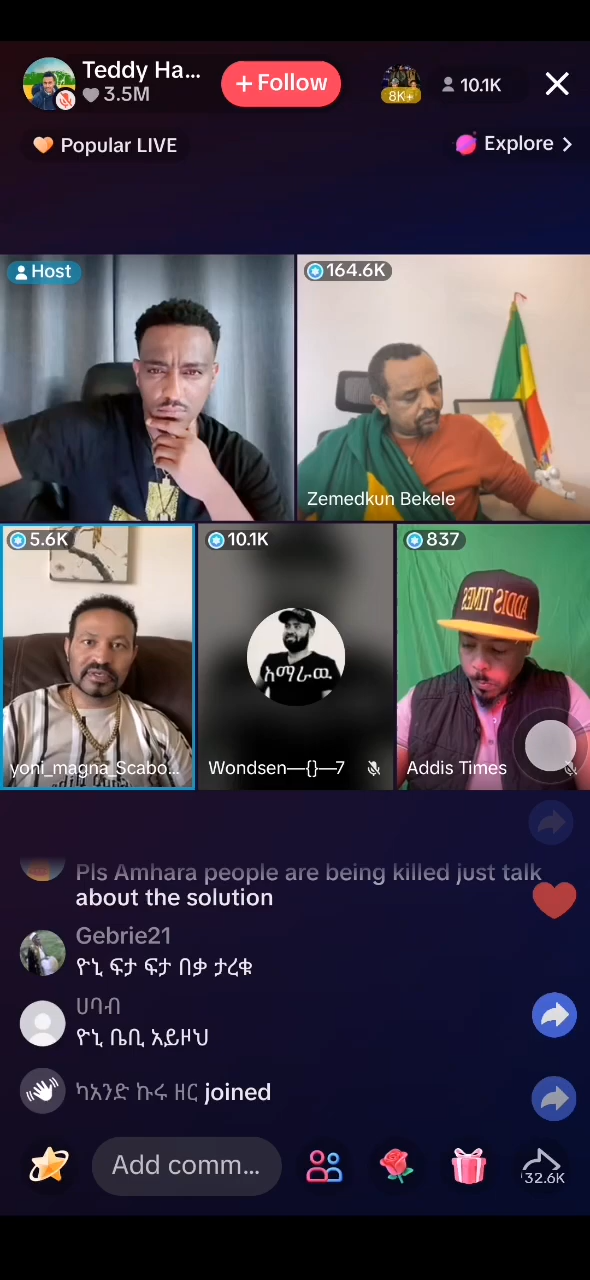 Teddy Ha...
3.5M
+ Follow
8K+
10.1K
Popular LIVE
Explore
Host
164.6K
Zemedkun Bekele
5.6K
10.1K
837
አማራዉ
ADDIS TIMES
yoni_magna_Scabo...
Wondsen—{}—7
Addis Times
Pls Amhara people are being killed just talk
about the solution
Gebrie21
ዮኒ ፍታ ፍታ በቃ ታረቁ
ሀባብ
ዮኒ ቤቢ አይዞህ
ካአንድ ኩሩ ዘር joined
Add comm...
32.6K